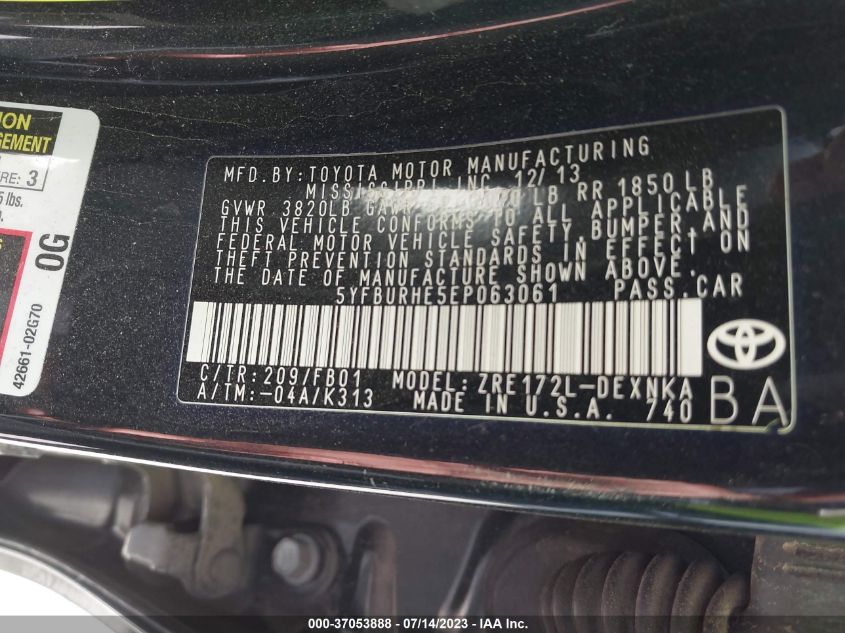 ION
GEMENT
RE: 3
5 lbs.
OG
42661-02G70
MFD.BY:TOYOTA MOTOR MANUFACTURING
MISSISSIPPI, INC. 12/13
GVWR 3820LB LB RR 1850LB
THIS VEHICLE CONFORMS TO ALL APPLICABLE
FEDERAL MOTOR VEHICLE SAFETY, BUMPER, AND
THEFT PREVENTION STANDARDS IN EFFECT ON
THE DATE OF MANUFACTURE SHOWN ABOVE.
5YFBURHE5EP063061 PASS.CAR
C/TR:209/FB01 MODEL: ZRE172L-DEXNKA
A/TM:-04A/K313 MADE IN U.S.A. 740
BA
000-37053888 - 07/14/2023 - IAA Inc.